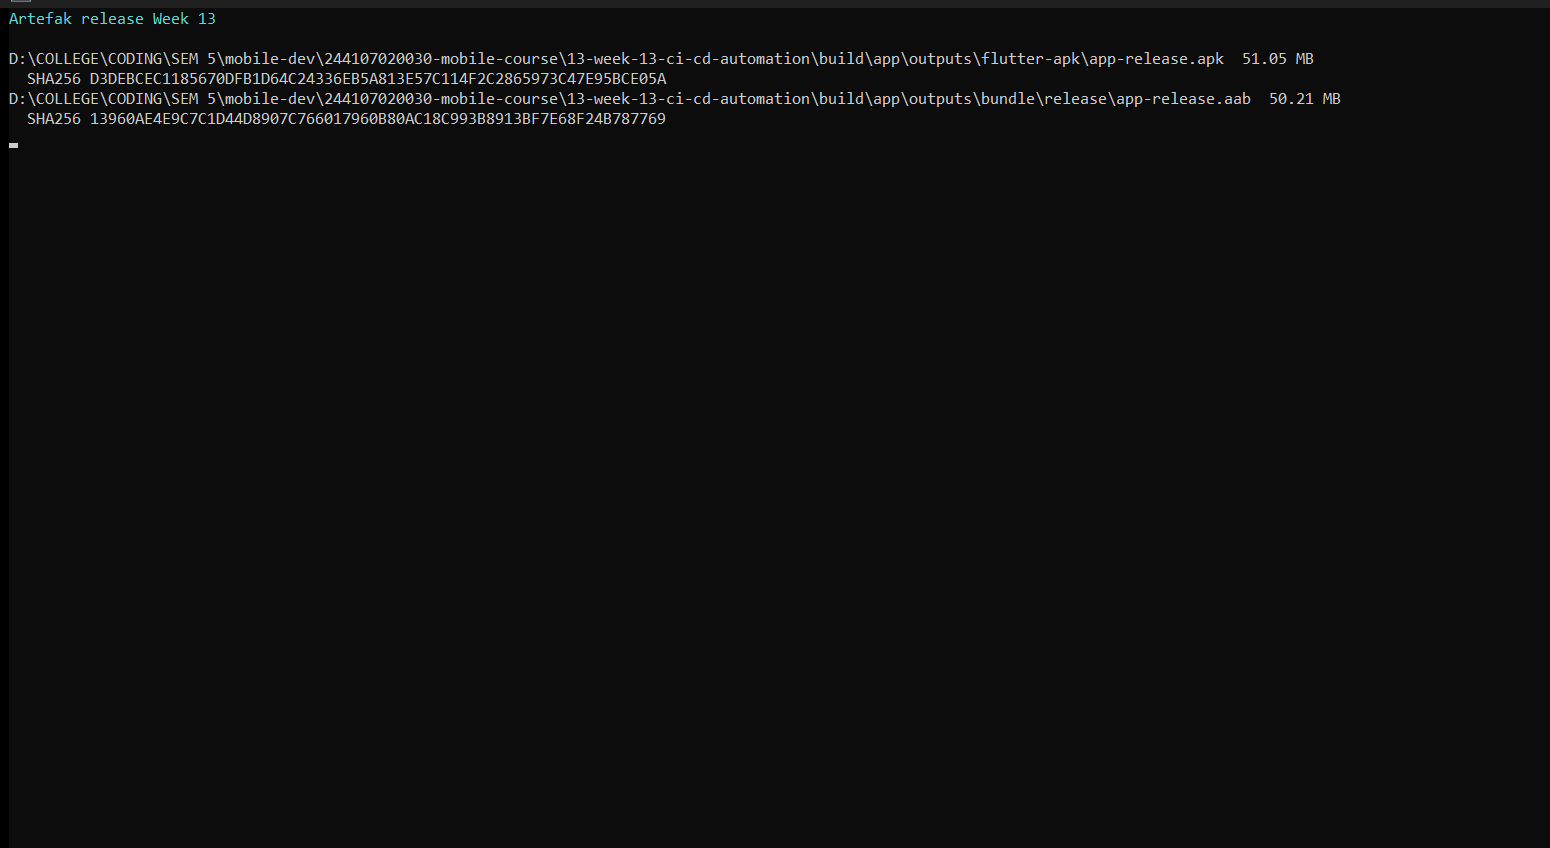 Artefak release Week 13
D:\COLLEGE\CODING\SEM 5\mobile-dev\244107020030-mobile-course\13-week-13-ci-cd-automation\build\app\outputs\flutter-apk\app-release.apk  51.05 MB
SHA256 D3DEBCEC1185670DFB1D64C24336EB5A813E57C114F2C2865973C47E95BCE05A
D:\COLLEGE\CODING\SEM 5\mobile-dev\244107020030-mobile-course\13-week-13-ci-cd-automation\build\app\outputs\bundle\release\app-release.aab  50.21 MB
SHA256 13960AE4E9C7C1D44D8907C766017960B80AC18C993B8913BF7E68F24B787769